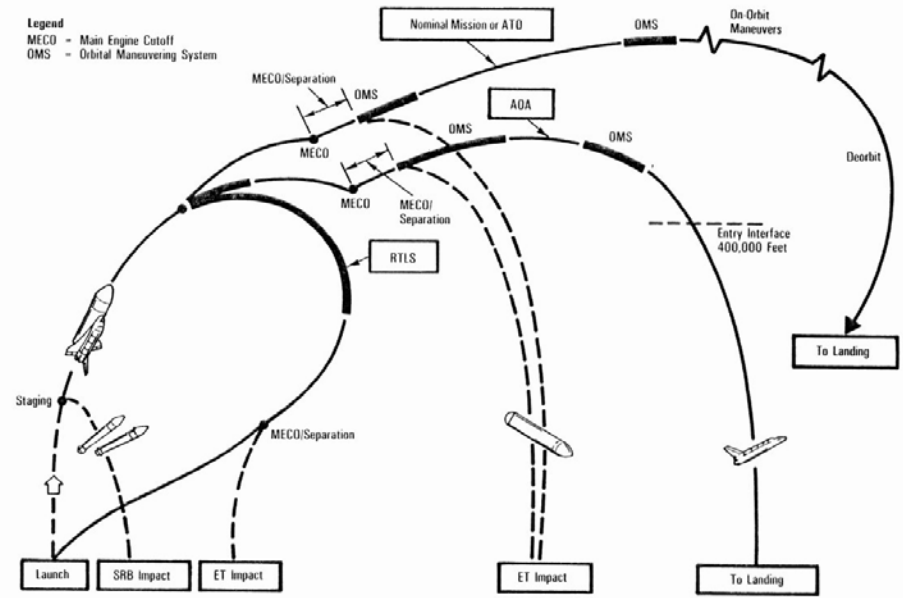 Legend
MECO - Main Engine Cutoff
OMS - Orbital Maneuvering System
Nominal Mission or ATO
On-Orbit
Maneuvers
MECO/Separation
OMS
OMS
AOA
MECO
OMS
OMS
Deorbit
MECO
MECO/
Separation
Entry Interface
400,000 Feet
RTLS
To Landing
Staging
MECO/Separation
Launch
SRB Impact
ET Impact
ET Impact
To Landing